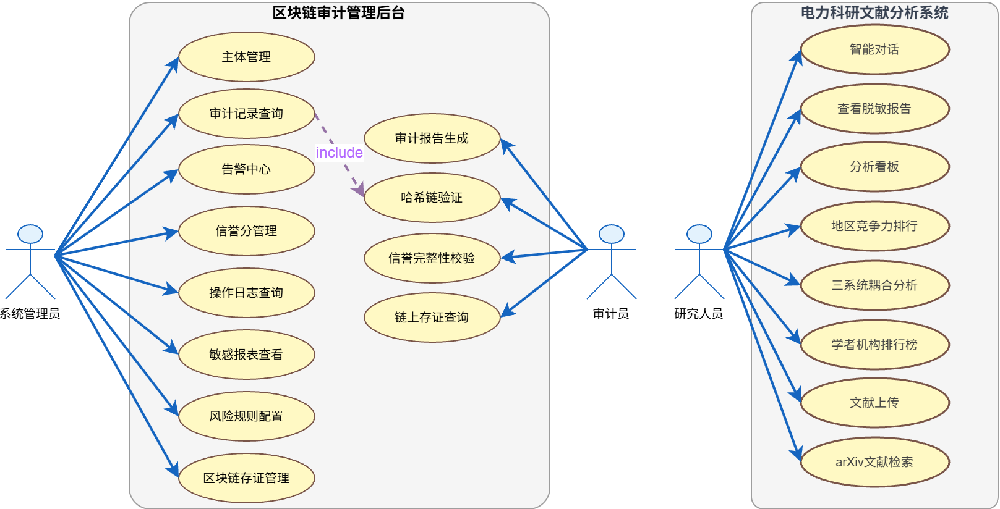 区块链审计管理后台
主体管理
审计记录查询
告警中心
信誉分管理
操作日志查询
敏感报表查看
风险规则配置
区块链存证管理
include
审计报告生成
哈希链验证
信誉完整性校验
链上存证查询
系统管理员
审计员
研究人员
电力科研文献分析系统
智能对话
查看脱敏报告
分析看板
地区竞争力排行
三系统耦合分析
学者机构排行榜
文献上传
arXiv文献检索